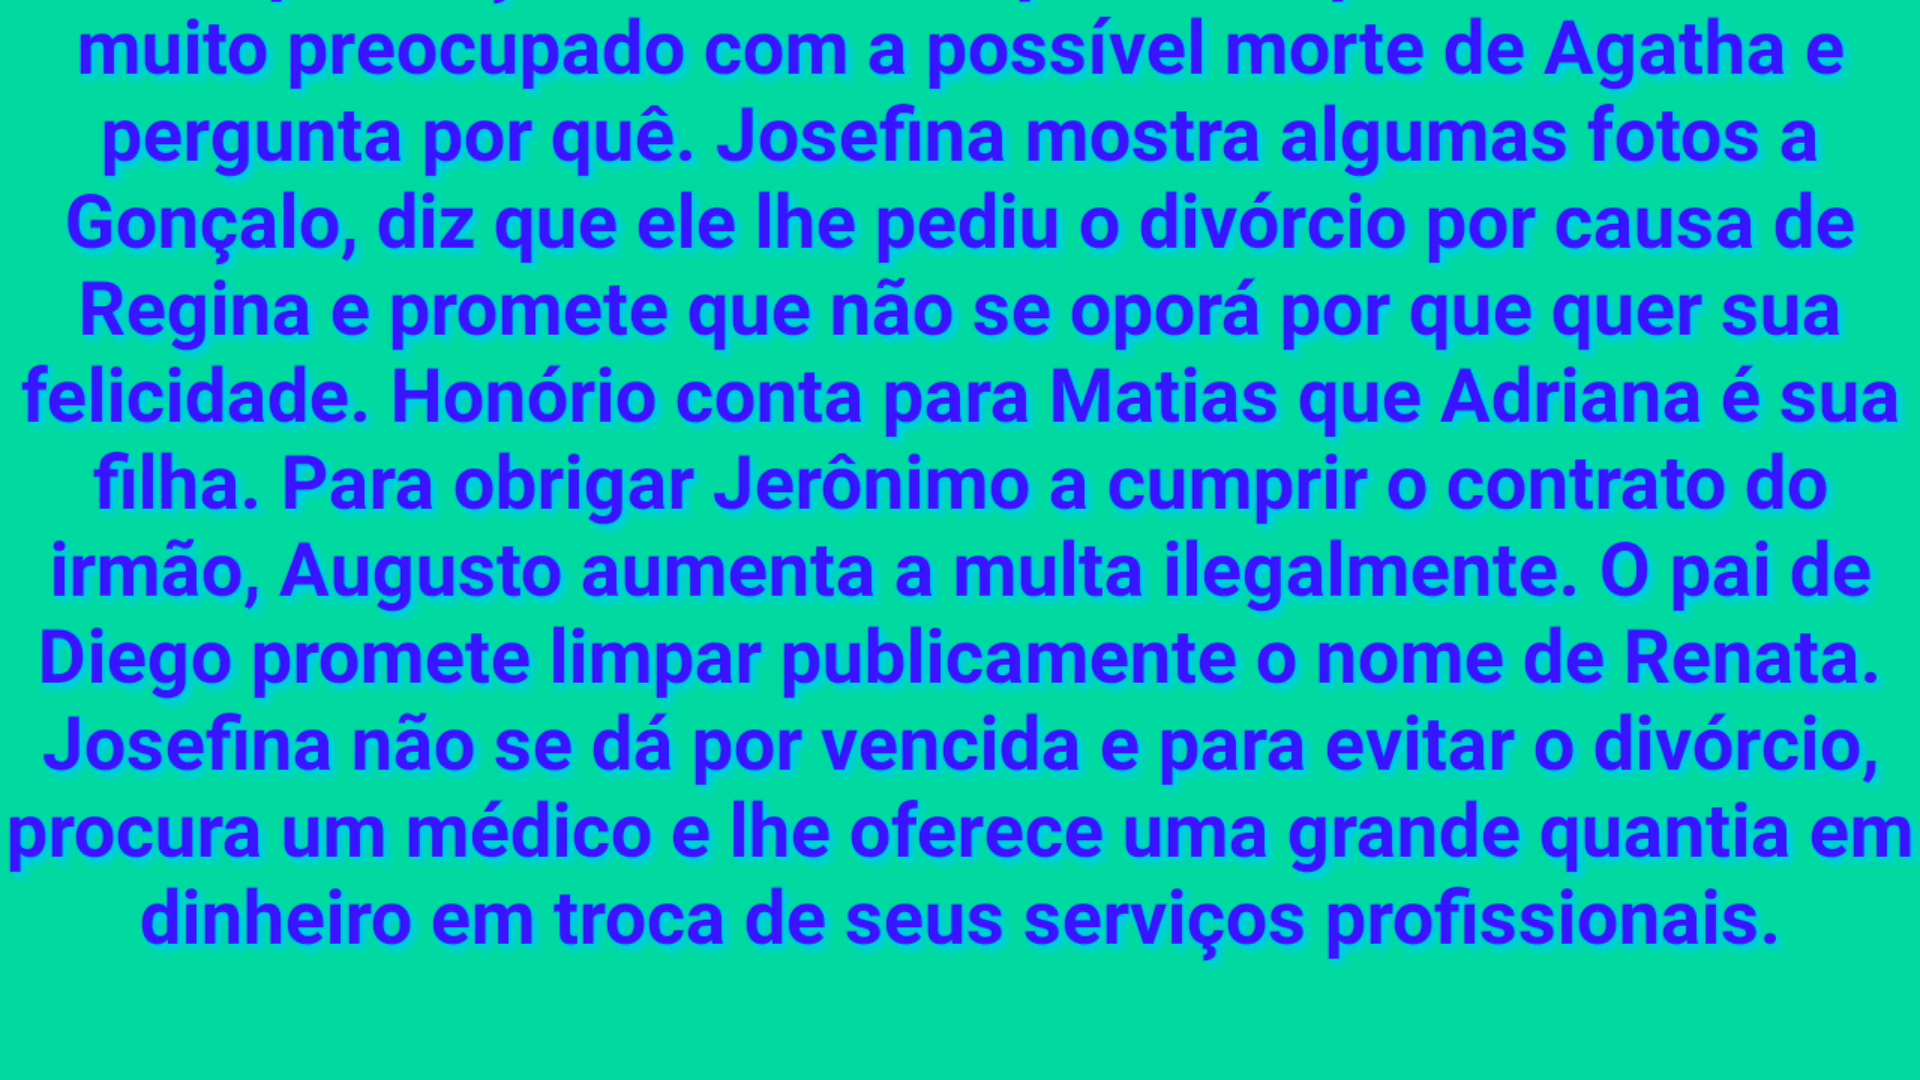 muito preocupado com a possível morte de Agatha e
pergunta por quê. Josefina mostra algumas fotos a
Gonçalo, diz que ele lhe pediu o divórcio por causa de
Regina e promete que não se oporá por que quer sua
felicidade. Honório conta para Matias que Adriana é sua
filha. Para obrigar Jerônimo a cumprir o contrato do
irmão, Augusto aumenta a multa ilegalmente. O pai de
Diego promete limpar publicamente o nome de Renata.
Josefina não se dá por vencida e para evitar o divórcio,
procura um médico e lhe oferece uma grande quantia em
dinheiro em troca de seus serviços profissionais.